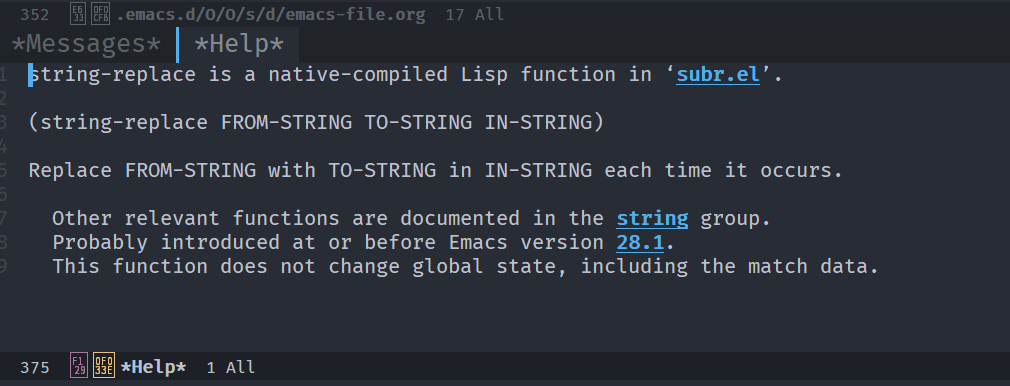 352 .emacs.d/O/O/s/d/emacs-file.org 17 All
*Messages* *Help*
1 string-replace is a native-compiled Lisp function in ‘subr.el’.
2
3 (string-replace FROM-STRING TO-STRING IN-STRING)
4
5 Replace FROM-STRING with TO-STRING in IN-STRING each time it occurs.
6
7 Other relevant functions are documented in the string group.
8 Probably introduced at or before Emacs version 28.1.
9 This function does not change global state, including the match data.
375 *Help* 1 All